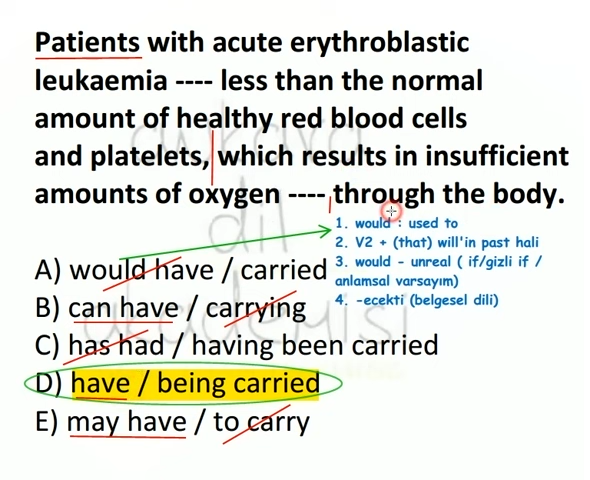 Patients with acute erythroblastic
leukaemia ---- less than the normal
amount of healthy red blood cells
and platelets, which results in insufficient
amounts of oxygen ---- through the body.
1. would : used to
2. V2 + (that) will'in past hali
3. would - unreal ( if/gizli if /
anlamsal varsayım)
4. -ecekti (belgesel dili)
A) would have / carried
B) can have / carrying
C) has had / having been carried
D) have / being carried
E) may have / to carry
ankara
dil
akademisi